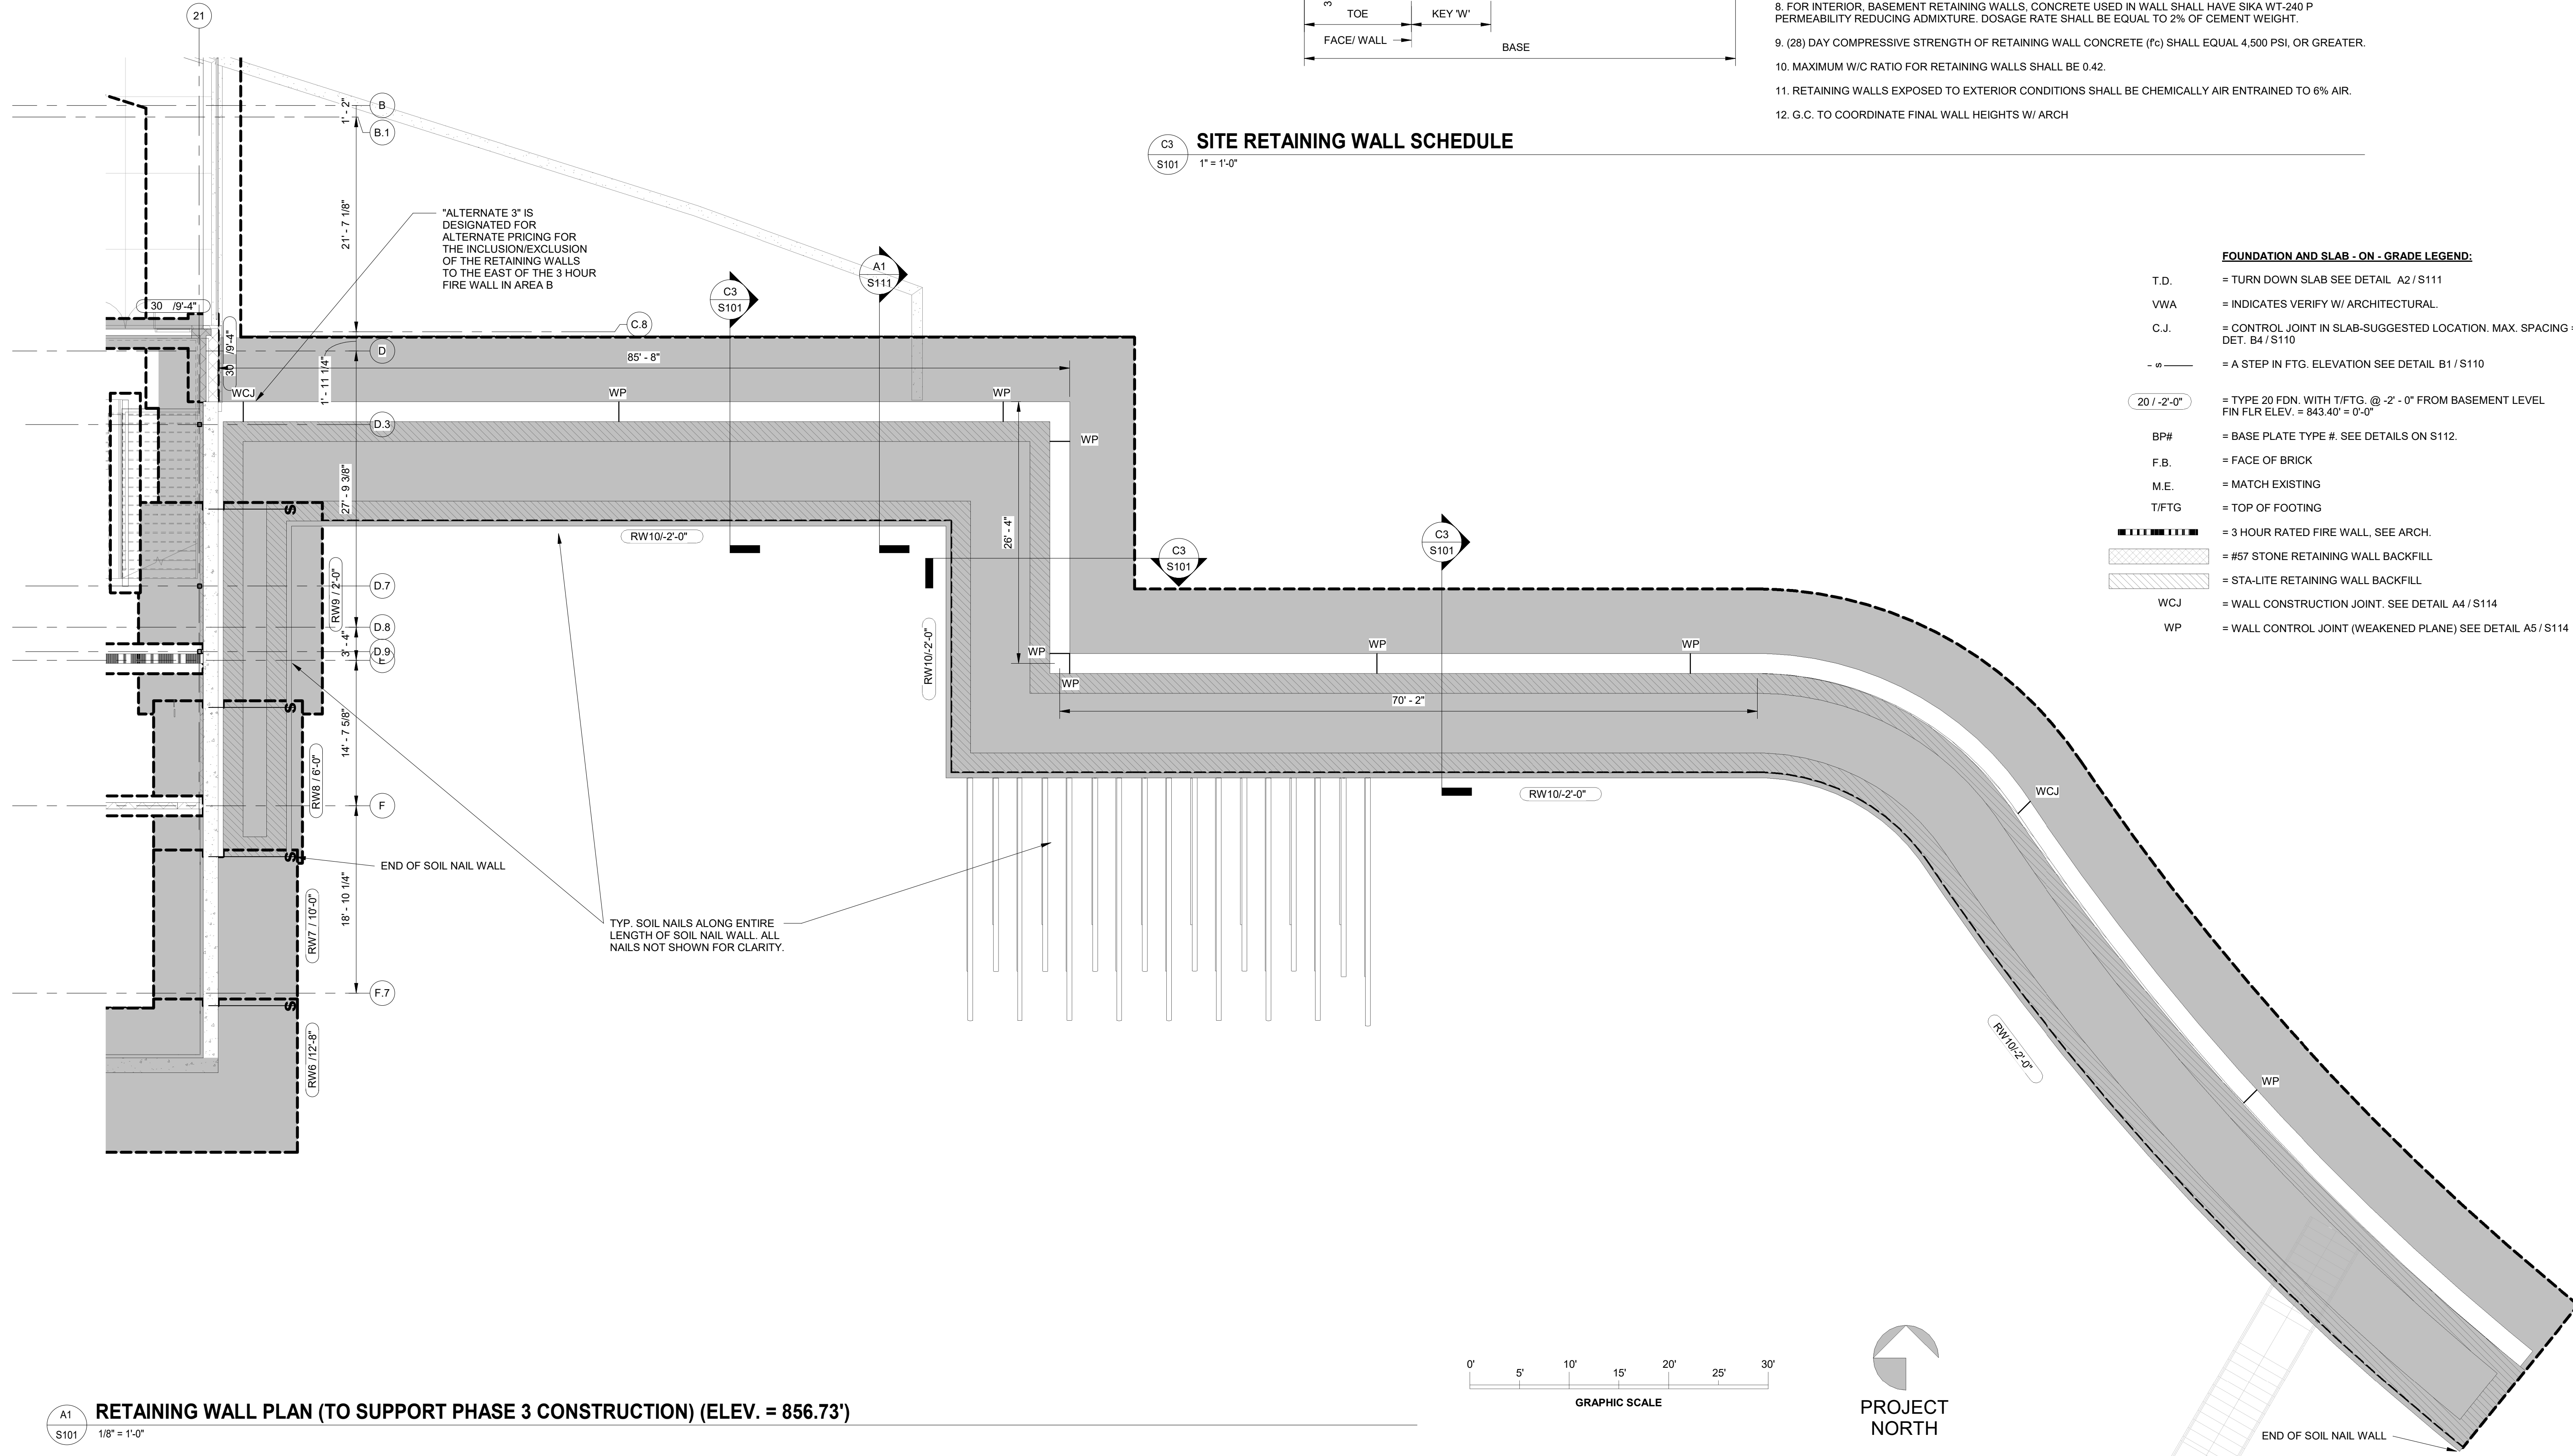 3
TOE
KEY 'W'
FACE/ WALL
BASE
8. FOR INTERIOR, BASEMENT RETAINING WALLS, CONCRETE USED IN WALL SHALL HAVE SIKA WT-240 P
PERMEABILITY REDUCING ADMIXTURE. DOSAGE RATE SHALL BE EQUAL TO 2% OF CEMENT WEIGHT.
9. (28) DAY COMPRESSIVE STRENGTH OF RETAINING WALL CONCRETE (f'c) SHALL EQUAL 4,500 PSI, OR GREATER.
10. MAXIMUM W/C RATIO FOR RETAINING WALLS SHALL BE 0.42.
11. RETAINING WALLS EXPOSED TO EXTERIOR CONDITIONS SHALL BE CHEMICALLY AIR ENTRAINED TO 6% AIR.
12. G.C. TO COORDINATE FINAL WALL HEIGHTS W/ ARCH
C3
S101
SITE RETAINING WALL SCHEDULE
1" = 1'-0"
FOUNDATION AND SLAB - ON - GRADE LEGEND:
T.D. = TURN DOWN SLAB SEE DETAIL A2 / S111
VWA = INDICATES VERIFY W/ ARCHITECTURAL.
C.J. = CONTROL JOINT IN SLAB-SUGGESTED LOCATION. MAX. SPACING =
DET. B4 / S110
- S = A STEP IN FTG. ELEVATION SEE DETAIL B1 / S110
20 / -2'-0" = TYPE 20 FDN. WITH T/FTG. @ -2' - 0" FROM BASEMENT LEVEL
FIN FLR ELEV. = 843.40' = 0'-0"
BP# = BASE PLATE TYPE #. SEE DETAILS ON S112.
F.B. = FACE OF BRICK
M.E. = MATCH EXISTING
T/FTG = TOP OF FOOTING
= 3 HOUR RATED FIRE WALL, SEE ARCH.
= #57 STONE RETAINING WALL BACKFILL
= STA-LITE RETAINING WALL BACKFILL
WCJ = WALL CONSTRUCTION JOINT. SEE DETAIL A4 / S114
WP = WALL CONTROL JOINT (WEAKENED PLANE) SEE DETAIL A5 / S114
21
B
1' - 2"
B.1
21' - 7 1/8"
"ALTERNATE 3" IS
DESIGNATED FOR
ALTERNATE PRICING FOR
THE INCLUSION/EXCLUSION
OF THE RETAINING WALLS
TO THE EAST OF THE 3 HOUR
FIRE WALL IN AREA B
30 /9'-4"
30 /9'-4"
C.8
D
1' - 11 1/4"
85' - 8"
C3
S101
A1
S111
WCJ
WP
WP
WP
D.3
27' - 9 3/8"
S
RW10/-2'-0"
26' - 4"
C3
S101
C3
S101
RW9 / 2'-0"
D.7
D.8
3' - 4"
D.9
E
RW10/-2'-0"
WP
WP
WP
WP
70' - 2"
S
14' - 7 5/8"
RW8 / 6'-0"
F
RW10/-2'-0"
WCJ
S
END OF SOIL NAIL WALL
RW7 / 10'-0"
18' - 10 1/4"
TYP. SOIL NAILS ALONG ENTIRE
LENGTH OF SOIL NAIL WALL. ALL
NAILS NOT SHOWN FOR CLARITY.
F.7
S
RW6 /12'-8"
RW10/-2'-0"
WP
0' 5' 10' 15' 20' 25' 30'
GRAPHIC SCALE
PROJECT
NORTH
END OF SOIL NAIL WALL
A1
S101
RETAINING WALL PLAN (TO SUPPORT PHASE 3 CONSTRUCTION) (ELEV. = 856.73')
1/8" = 1'-0"